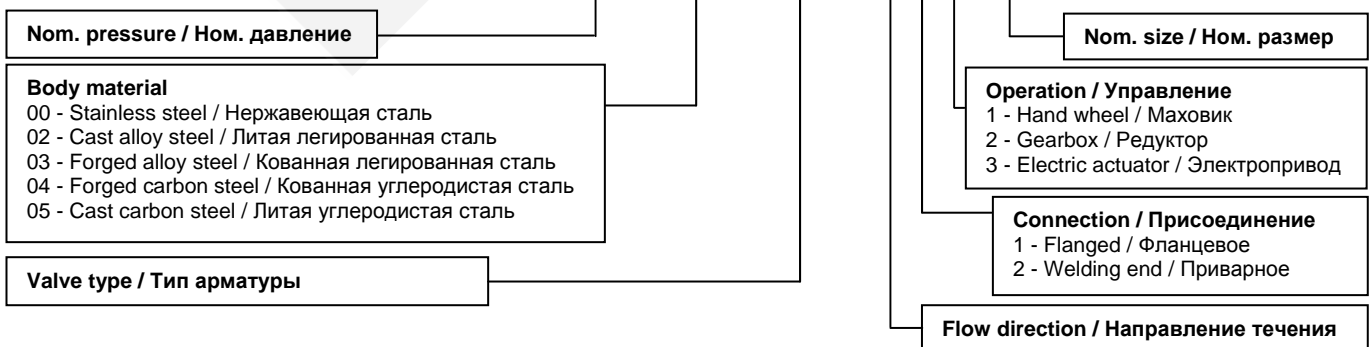 Nom. pressure / Ном. давление
Body material
00 - Stainless steel / Нержавеющая сталь
02 - Cast alloy steel / Литая легированная сталь
03 - Forged alloy steel / Кованная легированная сталь
04 - Forged carbon steel / Кованная углеродистая сталь
05 - Cast carbon steel / Литая углеродистая сталь
Valve type / Тип арматуры
Nom. size / Ном. размер
Operation / Управление
1 - Hand wheel / Маховик
2 - Gearbox / Редуктор
3 - Electric actuator / Электропривод
Connection / Присоединение
1 - Flanged / Фланцевое
2 - Welding end / Приварное
Flow direction / Направление течения